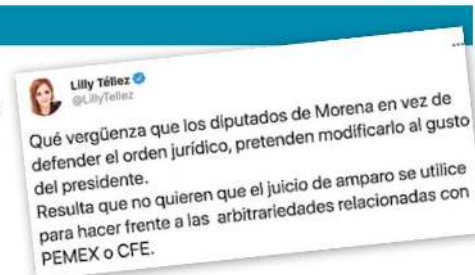 Lilly Téllez
@LillyTellez
Qué vergüenza que los diputados de Morena en vez de
defender el orden jurídico, pretenden modificarlo al gusto
del presidente.
Resulta que no quieren que el juicio de amparo se utilice
para hacer frente a las arbitrariedades relacionadas con
PEMEX o CFE.